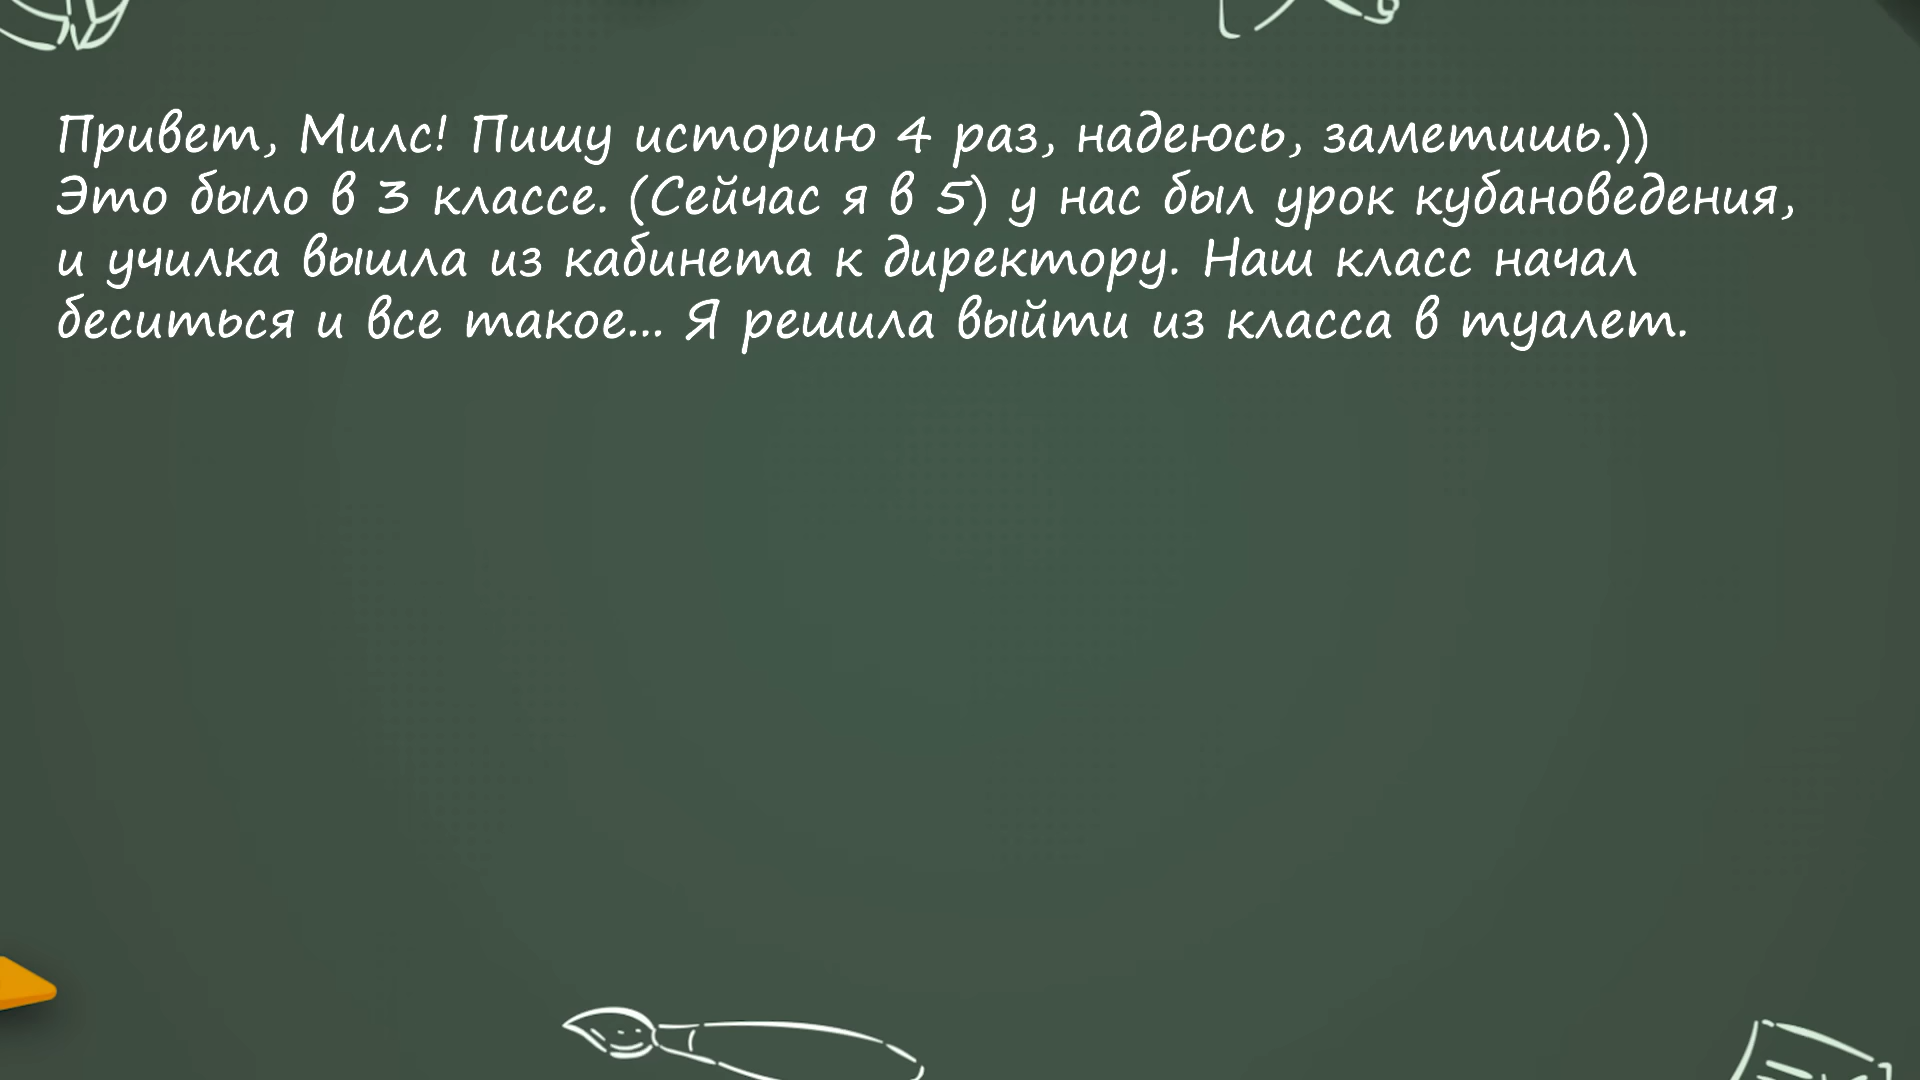 Привет, Милс! Пишу историю 4 раз, надеюсь, заметишь.))
Это было в 3 классе. (Сейчас я в 5) у нас был урок кубановедения,
и училка вышла из кабинета к директору. Наш класс начал
беситься и все такое... Я решила выйти из класса в туалет.